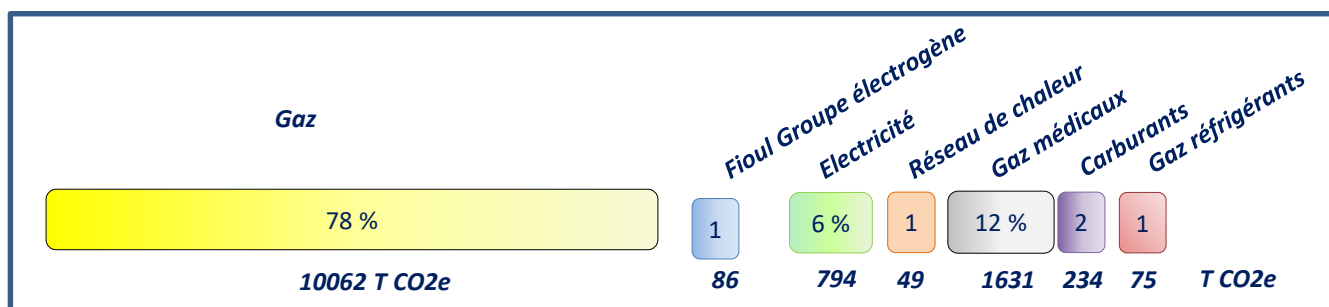 Gaz
Fioul Groupe électrogène
Electricité
Réseau de chaleur
Gaz médicaux
Carburants
Gaz réfrigérants
78 %
1
6 %
1
12 %
2
1
10062 T CO2e
86
794
49
1631
234
75
T CO2e